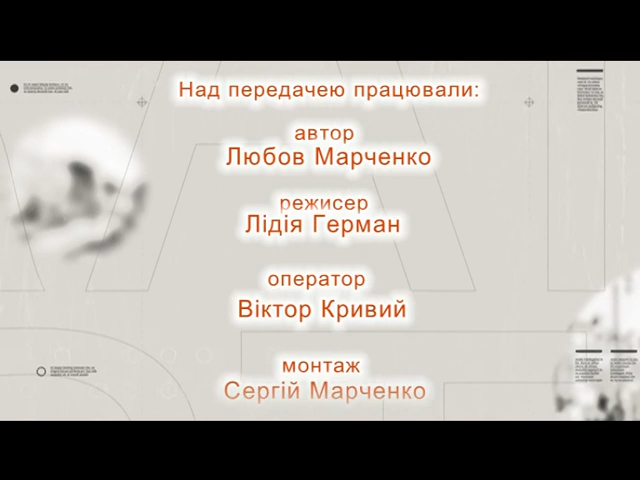 Над передачею працювали:
автор
Любов Марченко
режисер
Лідія Герман
оператор
Віктор Кривий
монтаж
Сергій Марченко